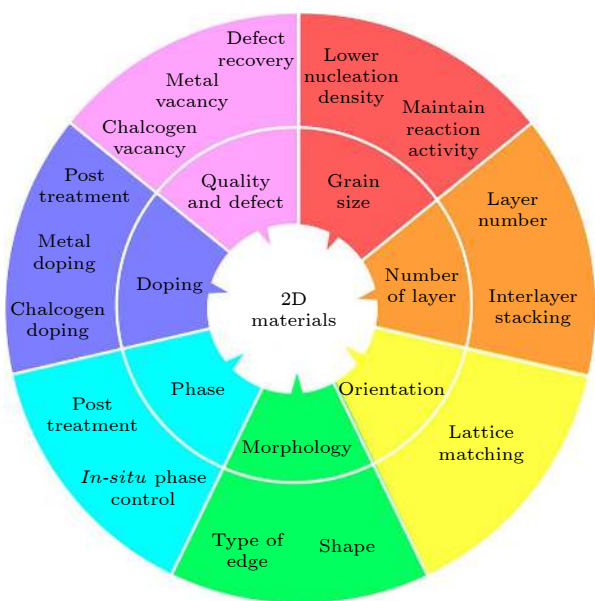 Defect
recovery
Metal
vacancy
Chalcogen
vacancy
Quality
and defect
Lower
nucleation
density
Maintain
reaction
activity
Grain
size
Layer
number
Interlayer
stacking
Number
of layer
Lattice
matching
Orientation
Morphology
Type of
edge
Shape
Phase
Post
treatment
In-situ phase
control
Doping
Post
treatment
Metal
doping
Chalcogen
doping
2D
materials